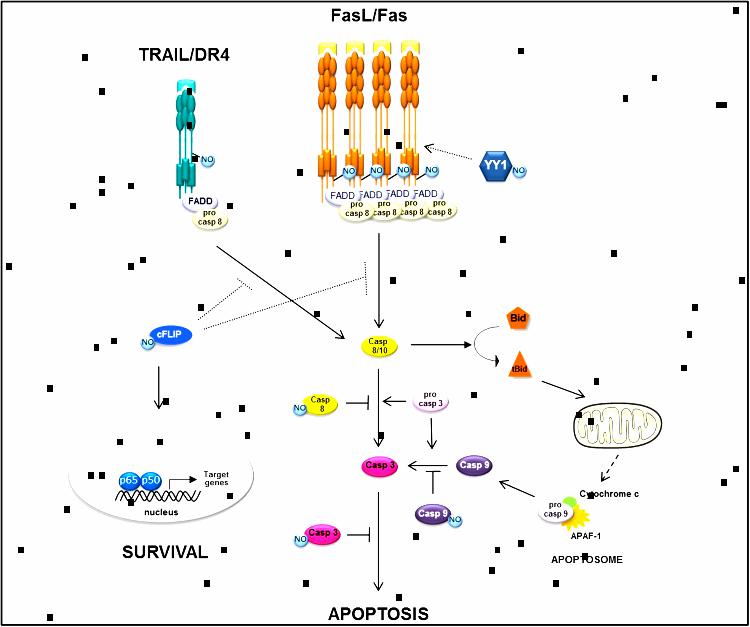 FasL/Fas
TRAIL/DR4
NO
NO NO NO NO
YY1 NO
FADD
FADD FADD FADD FADD
pro
casp 8
pro pro pro pro
casp 8 casp 8 casp 8 casp 8
cFLIP
NO
Casp
8/10
Bid
tBid
NO
Casp
8
pro
casp 3
Casp 3
Casp 9
Cytochrome c
p65 p50
Target
genes
nucleus
pro
casp 9
Casp 9
NO
APAF-1
NO
Casp 3
SURVIVAL
APOPTOSOME
APOPTOSIS